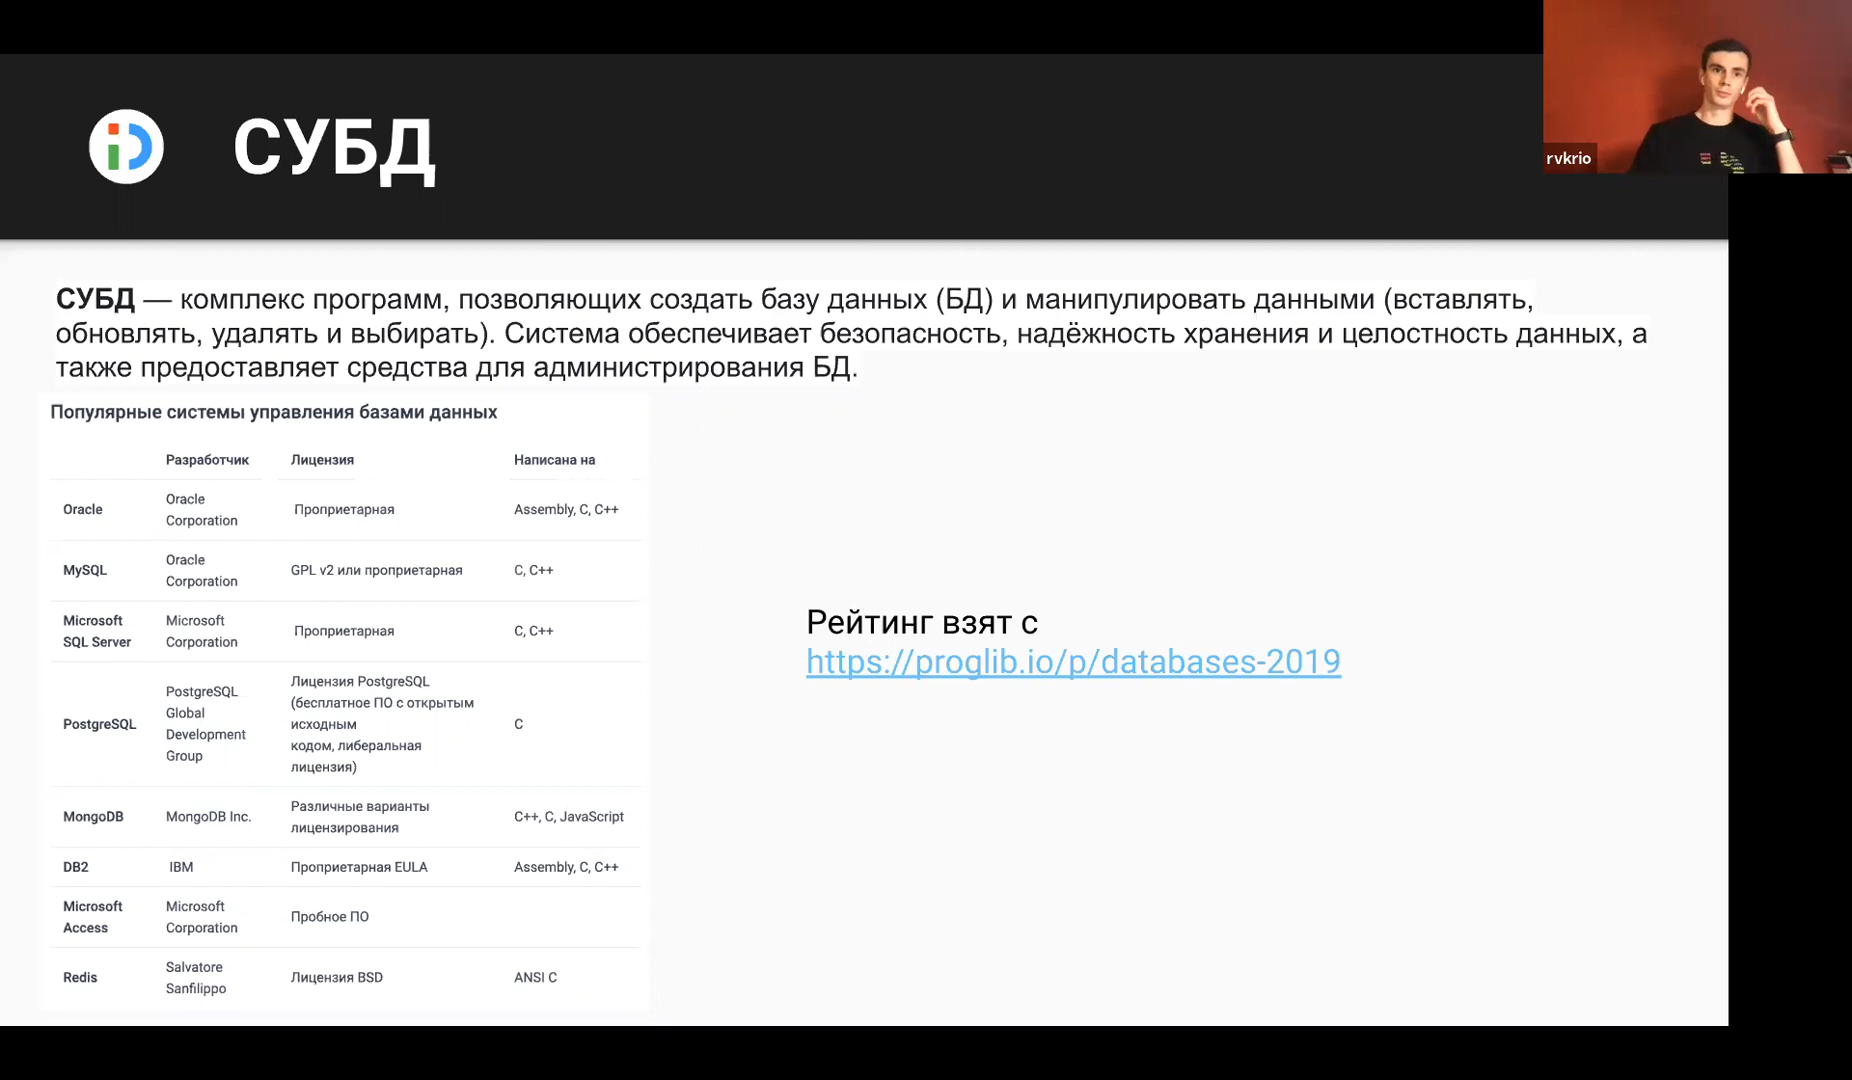 СУБД
rvkrio
СУБД — комплекс программ, позволяющих создать базу данных (БД) и манипулировать данными (вставлять,
обновлять, удалять и выбирать). Система обеспечивает безопасность, надёжность хранения и целостность данных, а
также предоставляет средства для администрирования БД.
Популярные системы управления базами данных
Разработчик Лицензия Написана на
Oracle Oracle Corporation Проприетарная Assembly, C, C++
MySQL Oracle Corporation GPL v2 или проприетарная C, C++
Microsoft SQL Server Microsoft Corporation Проприетарная C, C++
PostgreSQL PostgreSQL Global Development Group Лицензия PostgreSQL (бесплатное ПО с открытым исходным кодом, либеральная лицензия) C
MongoDB MongoDB Inc. Различные варианты лицензирования C++, C, JavaScript
DB2 IBM Проприетарная EULA Assembly, C, C++
Microsoft Access Microsoft Corporation Пробное ПО
Redis Salvatore Sanfilippo Лицензия BSD ANSI C
Рейтинг взят с
https://proglib.io/p/databases-2019